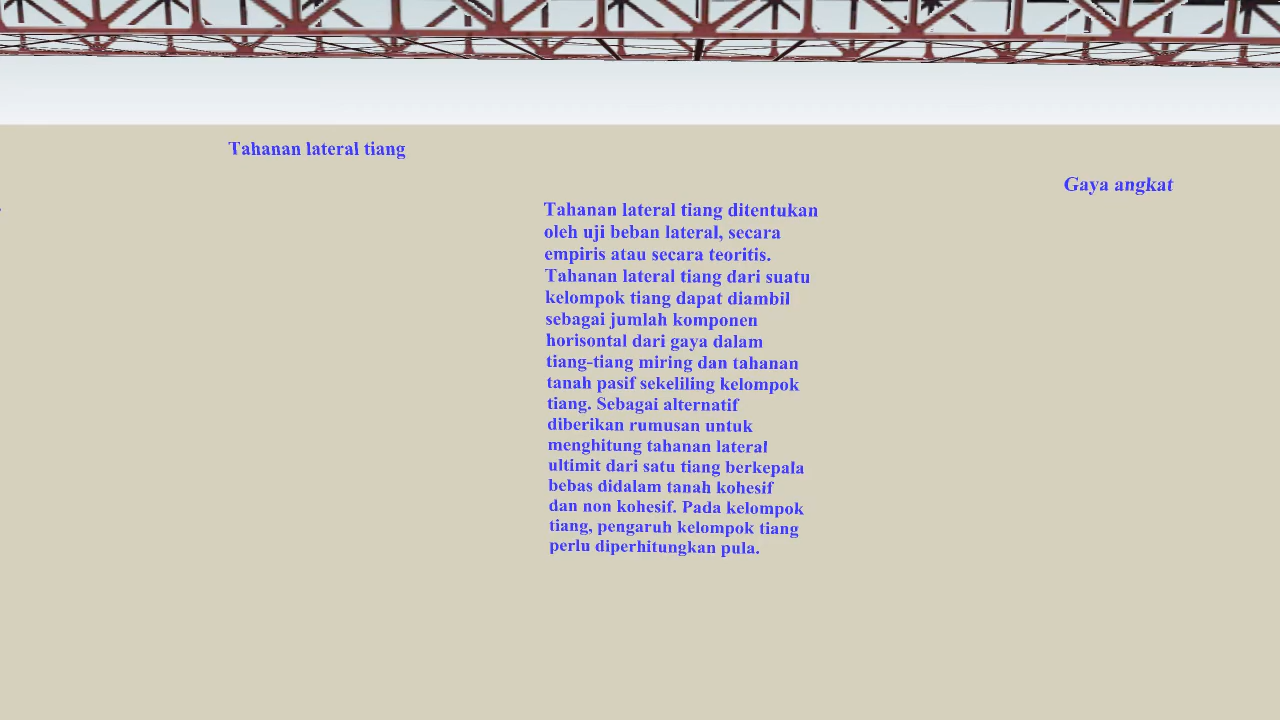 Tahanan lateral tiang
Gaya angkat
Tahanan lateral tiang ditentukan
oleh uji beban lateral, secara
empiris atau secara teoritis.
Tahanan lateral tiang dari suatu
kelompok tiang dapat diambil
sebagai jumlah komponen
horisontal dari gaya dalam
tiang-tiang miring dan tahanan
tanah pasif sekeliling kelompok
tiang. Sebagai alternatif
diberikan rumusan untuk
menghitung tahanan lateral
ultimit dari satu tiang berkepala
bebas didalam tanah kohesif
dan non kohesif. Pada kelompok
tiang, pengaruh kelompok tiang
perlu diperhitungkan pula.